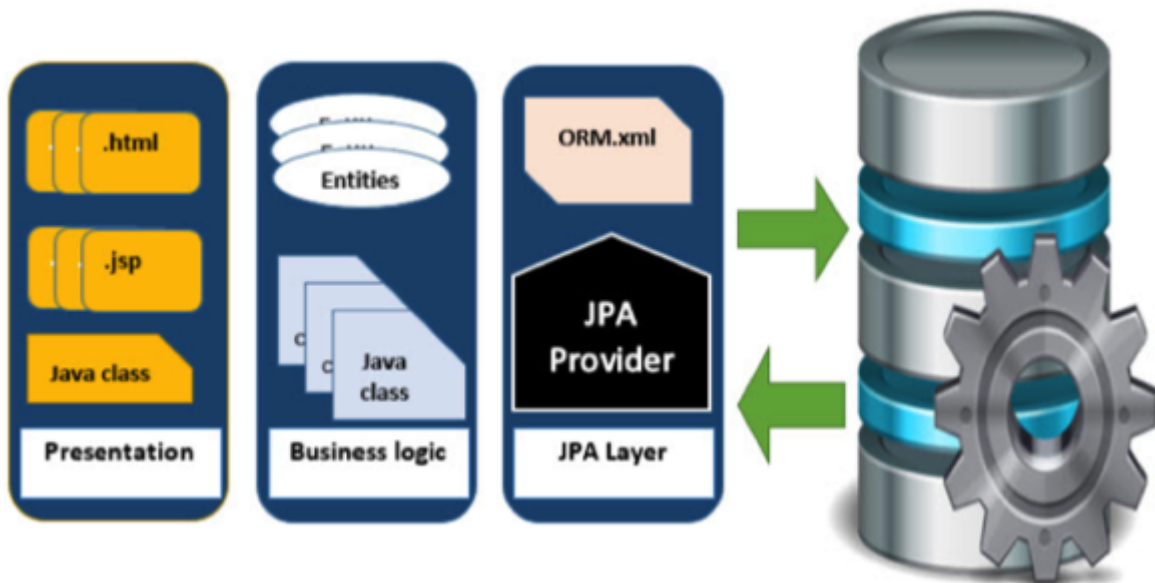 .html
.jsp
Java class
Presentation
Entities
Java
class
Business logic
ORM.xml
JPA
Provider
JPA Layer